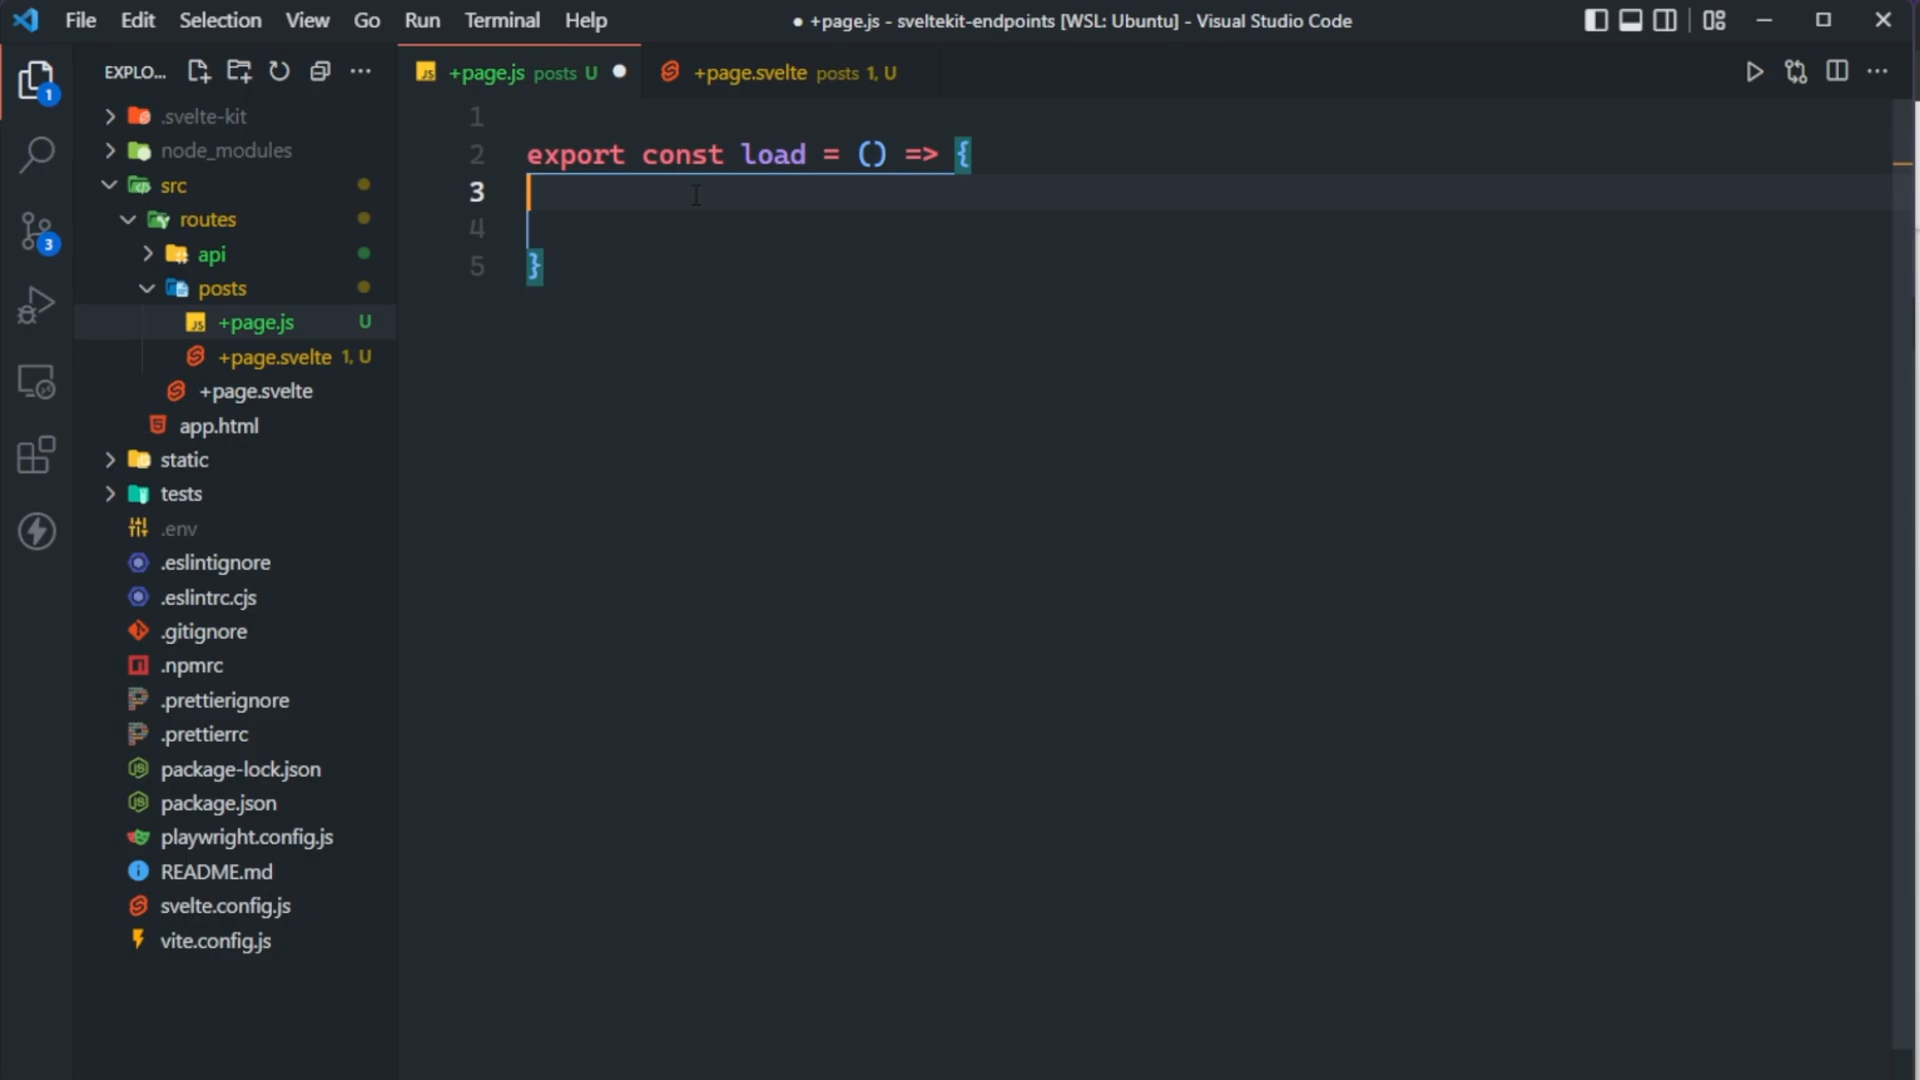 File Edit Selection View Go Run Terminal Help
● +page.js - sveltekit-endpoints [WSL: Ubuntu] - Visual Studio Code
EXPLO...
1
3
.svelte-kit
node_modules
src
routes
api
posts
+page.js U
+page.svelte 1, U
+page.svelte
app.html
static
tests
.env
.eslintignore
.eslintrc.cjs
.gitignore
.npmrc
.prettierignore
.prettierrc
package-lock.json
package.json
playwright.config.js
README.md
svelte.config.js
vite.config.js
JS +page.js posts U ●
+page.svelte posts 1, U
1
2 export const load = () => {
3
4
5 }